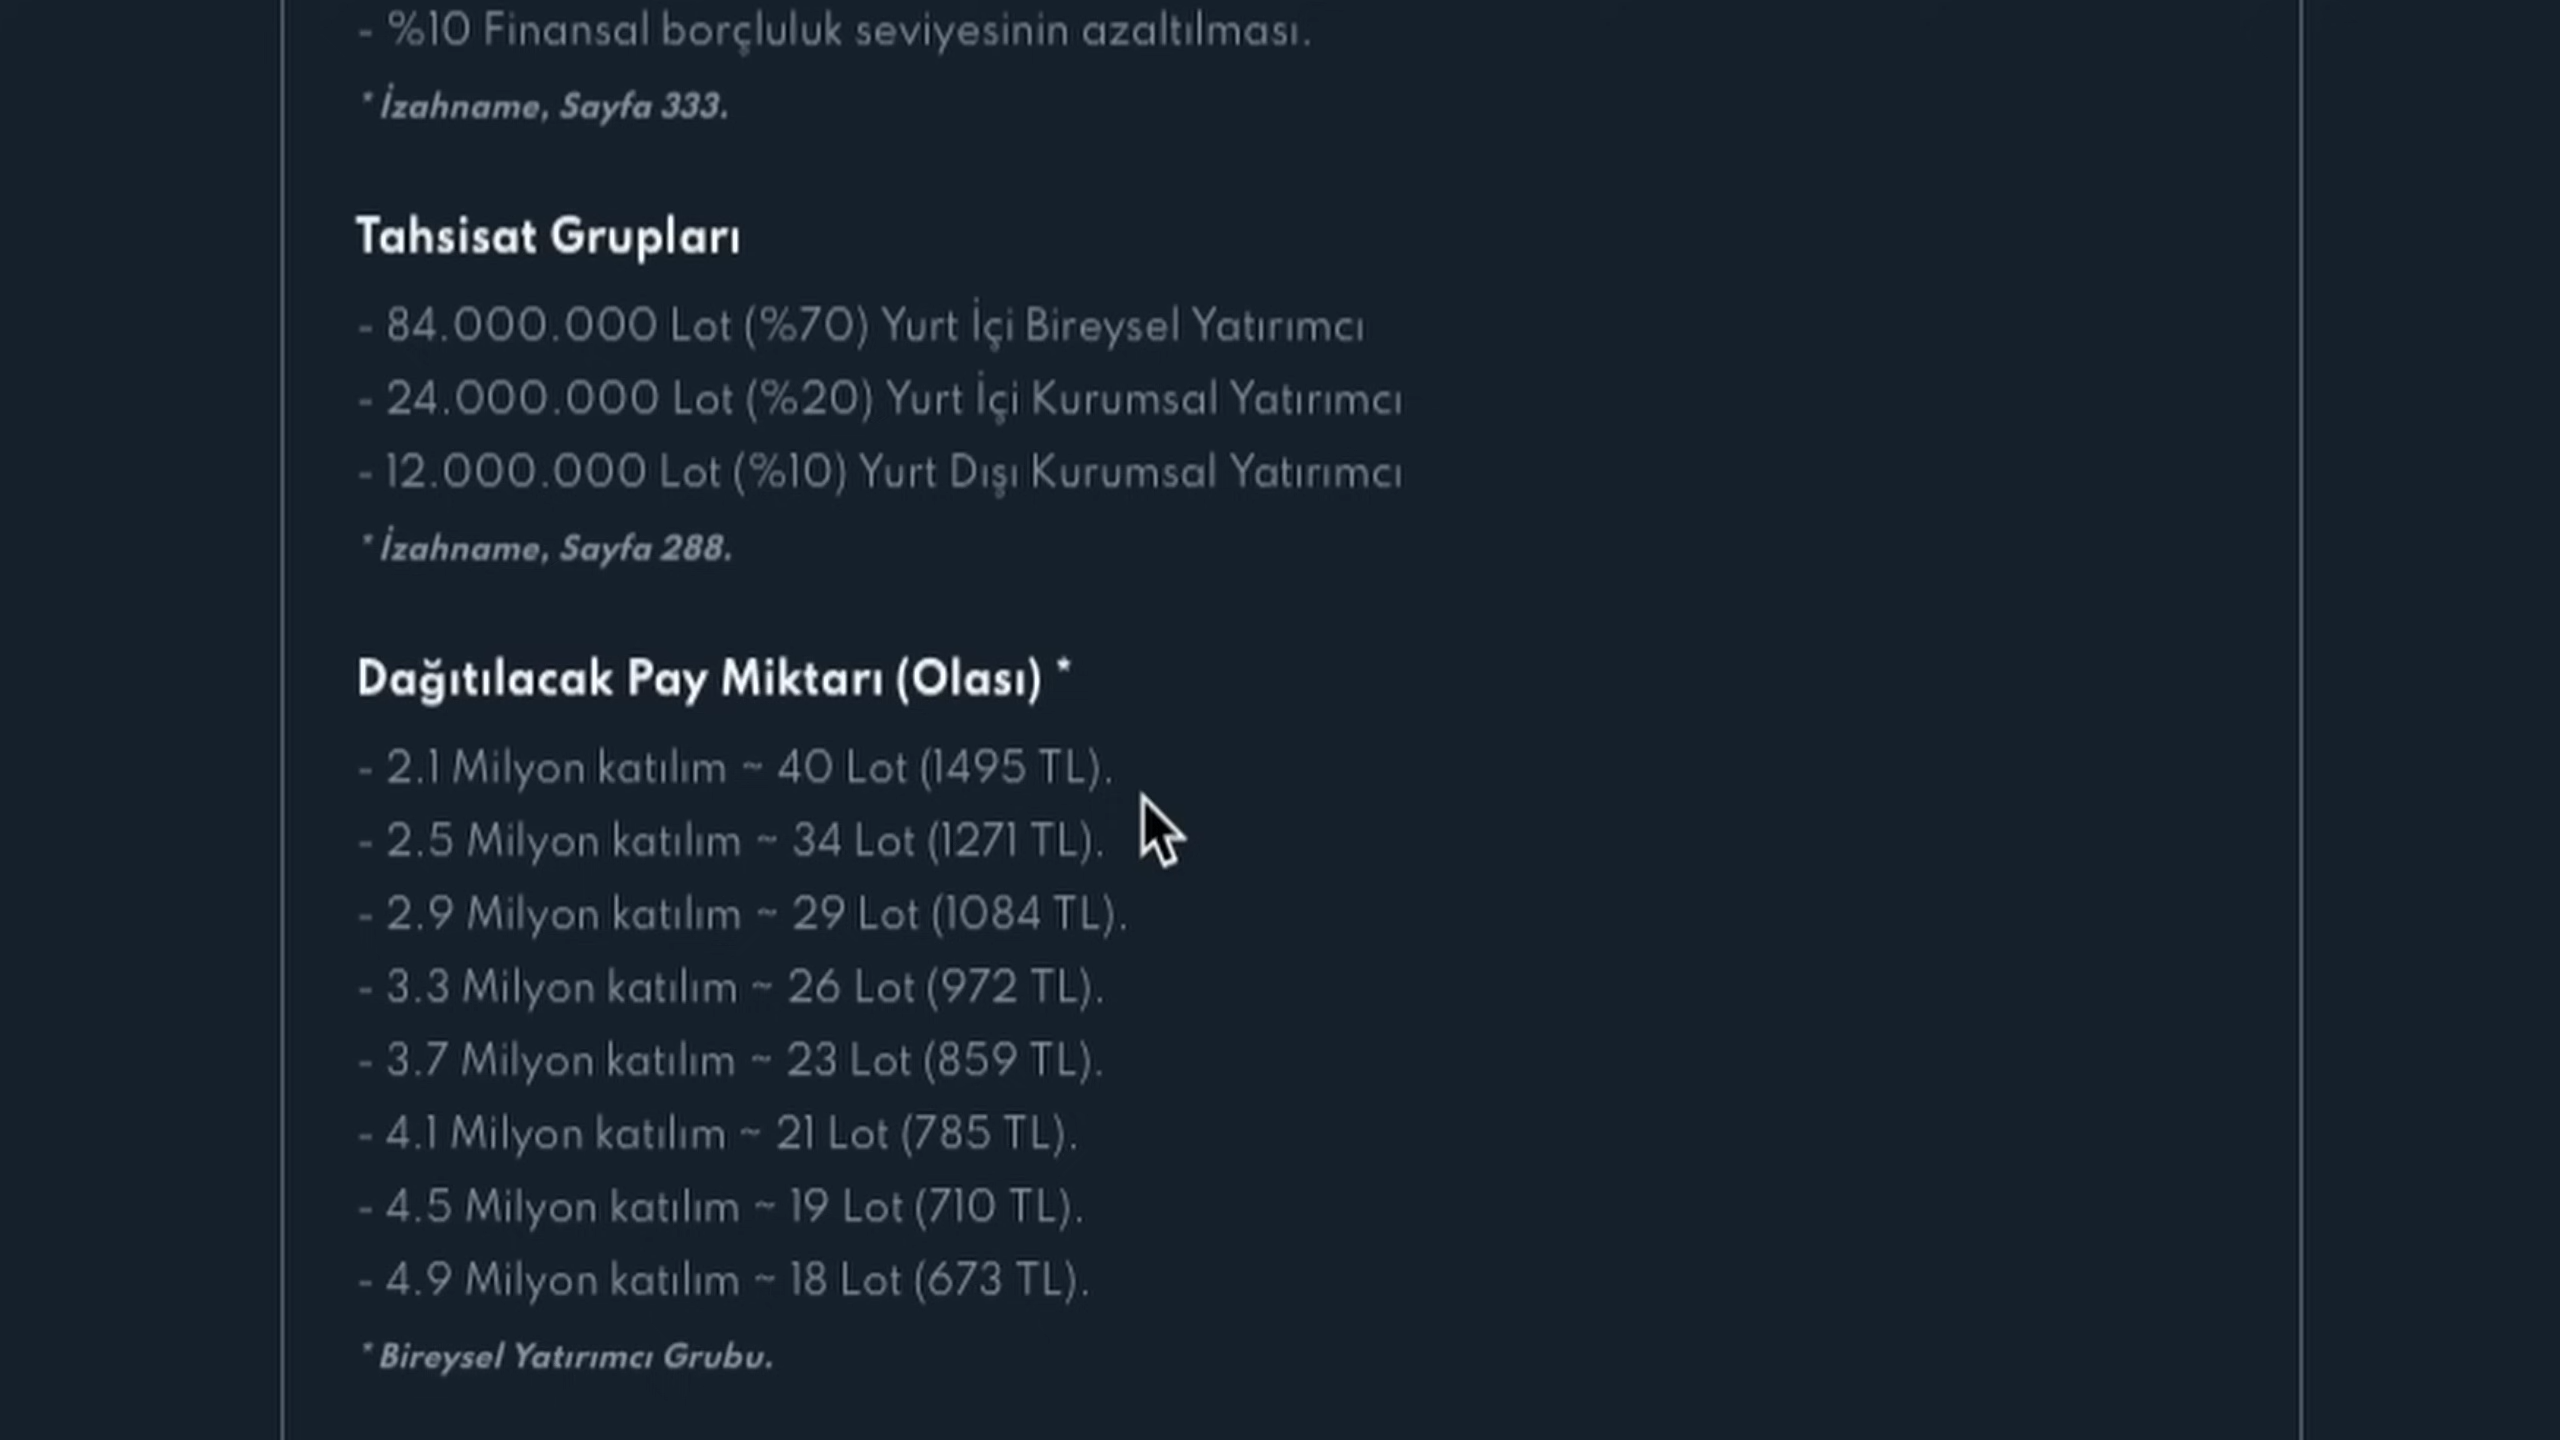 - %10 Finansal borçluluk seviyesinin azaltılması.
* İzahname, Sayfa 333.
Tahsisat Grupları
- 84.000.000 Lot (%70) Yurt İçi Bireysel Yatırımcı
- 24.000.000 Lot (%20) Yurt İçi Kurumsal Yatırımcı
- 12.000.000 Lot (%10) Yurt Dışı Kurumsal Yatırımcı
* İzahname, Sayfa 288.
Dağıtılacak Pay Miktarı (Olası) *
- 2.1 Milyon katılım ~ 40 Lot (1495 TL).
- 2.5 Milyon katılım ~ 34 Lot (1271 TL).
- 2.9 Milyon katılım ~ 29 Lot (1084 TL).
- 3.3 Milyon katılım ~ 26 Lot (972 TL).
- 3.7 Milyon katılım ~ 23 Lot (859 TL).
- 4.1 Milyon katılım ~ 21 Lot (785 TL).
- 4.5 Milyon katılım ~ 19 Lot (710 TL).
- 4.9 Milyon katılım ~ 18 Lot (673 TL).
* Bireysel Yatırımcı Grubu.